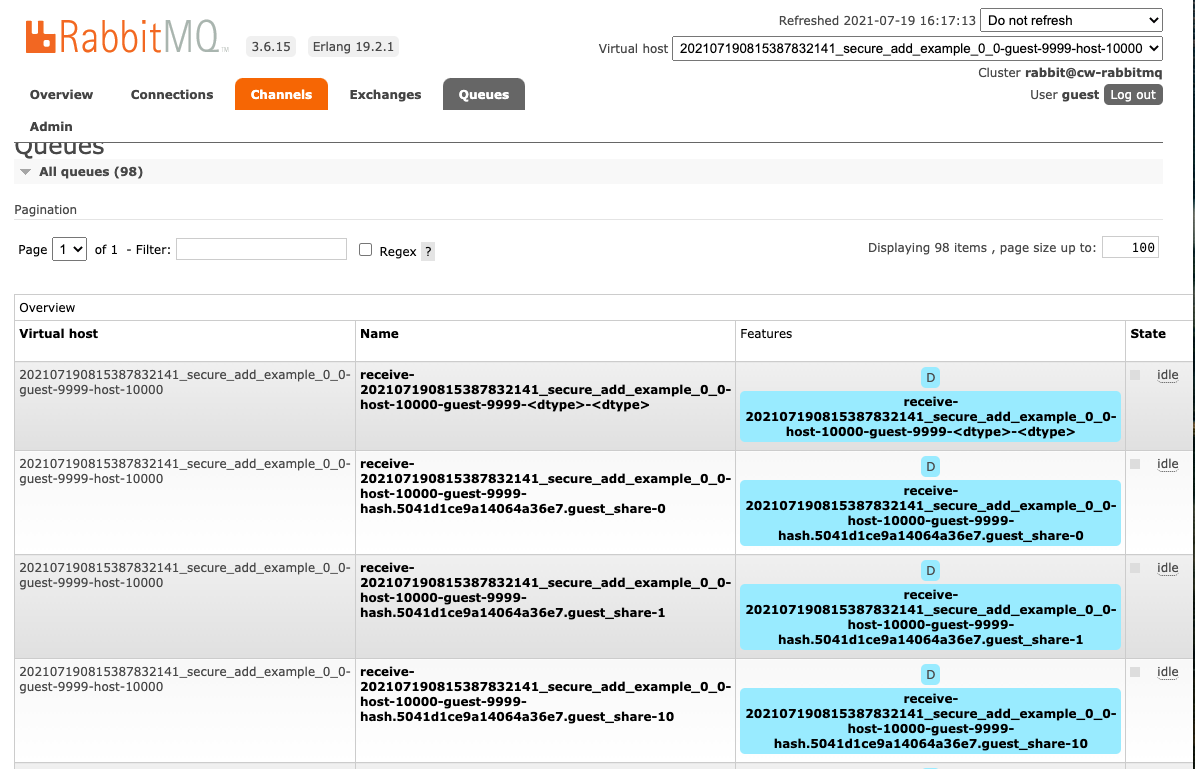 RabbitMQ TM 3.6.15 Erlang 19.2.1
Refreshed 2021-07-19 16:17:13 Do not refresh
Virtual host 202107190815387832141_secure_add_example_0_0-guest-9999-host-10000
Cluster rabbit@cw-rabbitmq
User guest Log out
Overview Connections Channels Exchanges Queues
Admin
Queues
All queues (98)
Pagination
Page 1 of 1 - Filter: Regex ? Displaying 98 items , page size up to: 100
Overview
Virtual host Name Features State
202107190815387832141_secure_add_example_0_0-
guest-9999-host-10000
receive-
202107190815387832141_secure_add_example_0_0-
host-10000-guest-9999-<dtype>-<dtype>
D
receive-
202107190815387832141_secure_add_example_0_0-
host-10000-guest-9999-<dtype>-<dtype>
idle
202107190815387832141_secure_add_example_0_0-
guest-9999-host-10000
receive-
202107190815387832141_secure_add_example_0_0-
host-10000-guest-9999-
hash.5041d1ce9a14064a36e7.guest_share-0
D
receive-
202107190815387832141_secure_add_example_0_0-
host-10000-guest-9999-
hash.5041d1ce9a14064a36e7.guest_share-0
idle
202107190815387832141_secure_add_example_0_0-
guest-9999-host-10000
receive-
202107190815387832141_secure_add_example_0_0-
host-10000-guest-9999-
hash.5041d1ce9a14064a36e7.guest_share-1
D
receive-
202107190815387832141_secure_add_example_0_0-
host-10000-guest-9999-
hash.5041d1ce9a14064a36e7.guest_share-1
idle
202107190815387832141_secure_add_example_0_0-
guest-9999-host-10000
receive-
202107190815387832141_secure_add_example_0_0-
host-10000-guest-9999-
hash.5041d1ce9a14064a36e7.guest_share-10
D
receive-
202107190815387832141_secure_add_example_0_0-
host-10000-guest-9999-
hash.5041d1ce9a14064a36e7.guest_share-10
idle